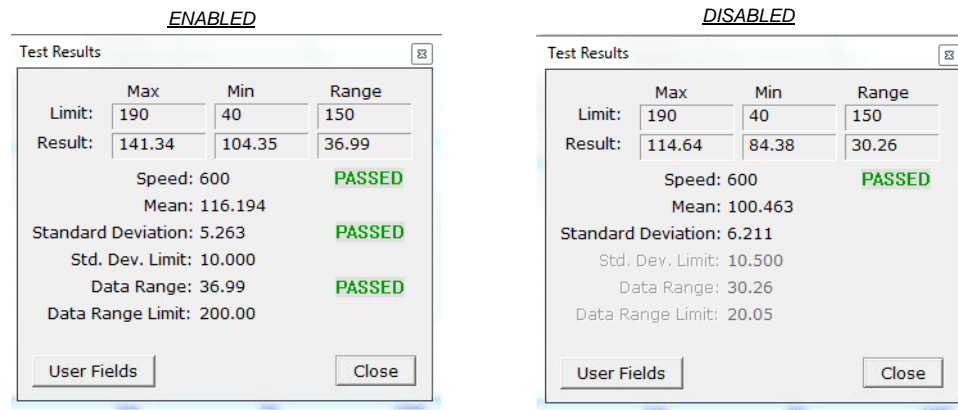 ENABLED
Test Results
Max Min Range
Limit: 190 40 150
Result: 141.34 104.35 36.99
Speed: 600 PASSED
Mean: 116.194
Standard Deviation: 5.263 PASSED
Std. Dev. Limit: 10.000
Data Range: 36.99 PASSED
Data Range Limit: 200.00
User Fields Close
DISABLED
Test Results
Max Min Range
Limit: 190 40 150
Result: 114.64 84.38 30.26
Speed: 600 PASSED
Mean: 100.463
Standard Deviation: 6.211
Std. Dev. Limit: 10.500
Data Range: 30.26
Data Range Limit: 20.05
User Fields Close